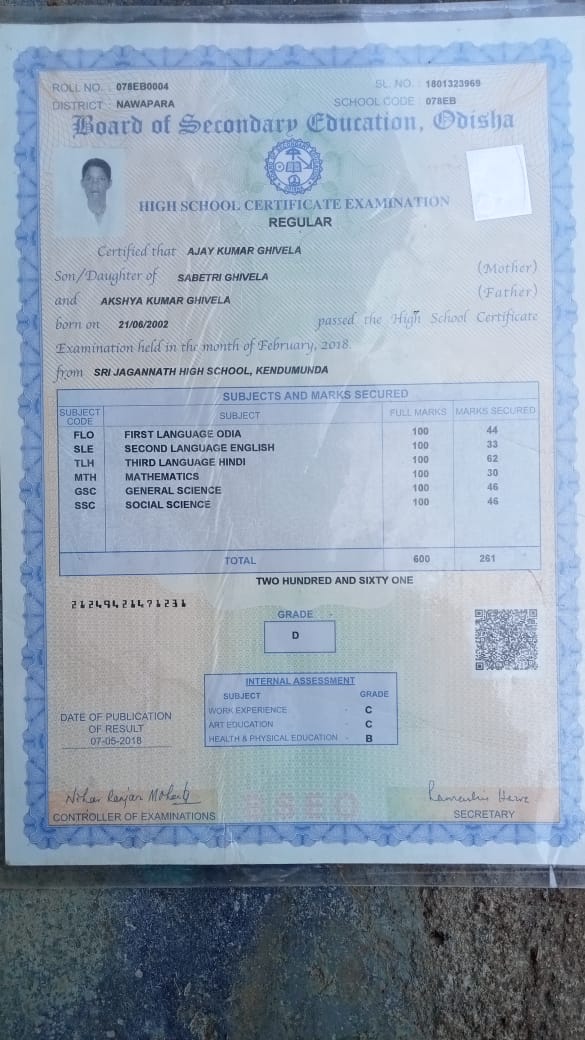 ROLL NO. : 078EB0004 SL. NO. : 1801323969
DISTRICT : NAWAPARA SCHOOL CODE : 078EB
Board of Secondary Education, Odisha
HIGH SCHOOL CERTIFICATE EXAMINATION
REGULAR
Certified that AJAY KUMAR GHIVELA
Son/Daughter of SABETRI GHIVELA (Mother)
and AKSHYA KUMAR GHIVELA (Father)
born on 21/06/2002 passed the High School Certificate
Examination held in the month of February, 2018.
from SRI JAGANNATH HIGH SCHOOL, KENDUMUNDA
SUBJECTS AND MARKS SECURED
SUBJECT CODE SUBJECT FULL MARKS MARKS SECURED
FLO FIRST LANGUAGE ODIA 100 44
SLE SECOND LANGUAGE ENGLISH 100 33
TLH THIRD LANGUAGE HINDI 100 62
MTH MATHEMATICS 100 30
GSC GENERAL SCIENCE 100 46
SSC SOCIAL SCIENCE 100 46
TOTAL 600 261
TWO HUNDRED AND SIXTY ONE
21249421471231
GRADE
D
INTERNAL ASSESSMENT
SUBJECT GRADE
WORK EXPERIENCE - C
ART EDUCATION - C
HEALTH & PHYSICAL EDUCATION - B
DATE OF PUBLICATION
OF RESULT
07-05-2018
Nihar Ranjan Mohanty
CONTROLLER OF EXAMINATIONS SECRETARY